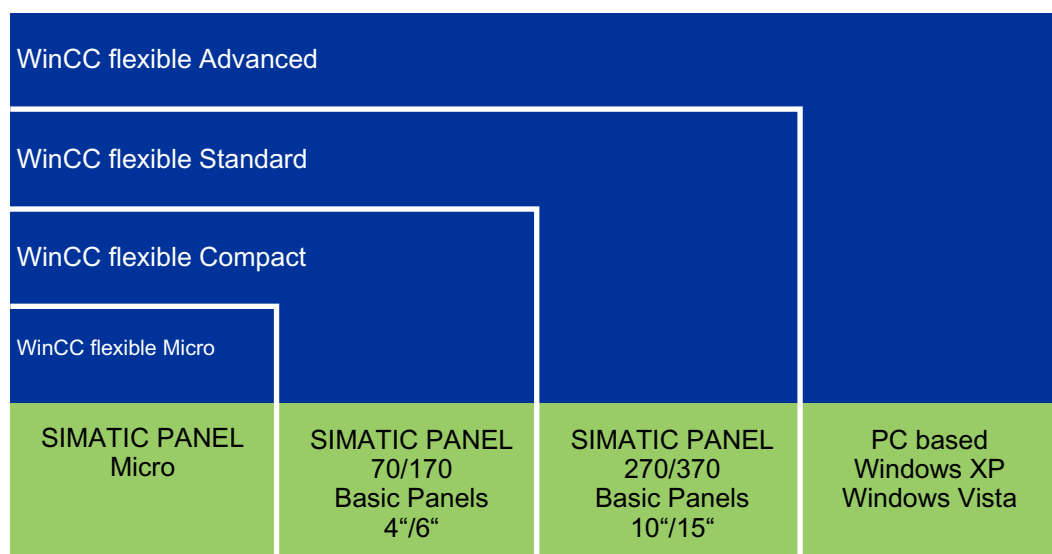 WinCC flexible Advanced
WinCC flexible Standard
WinCC flexible Compact
WinCC flexible Micro
SIMATIC PANEL
Micro
SIMATIC PANEL
70/170
Basic Panels
4“/6“
SIMATIC PANEL
270/370
Basic Panels
10“/15“
PC based
Windows XP
Windows Vista